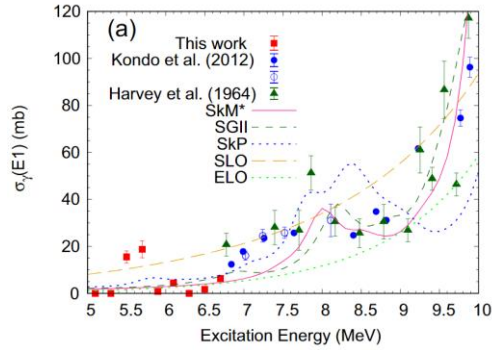 (a)
This work
Kondo et al. (2012)
Harvey et al. (1964)
SkM*
SGII
SkP
SLO
ELO
σγ(E1) (mb)
120
100
80
60
40
20
0
5 5.5 6 6.5 7 7.5 8 8.5 9 9.5 10
Excitation Energy (MeV)